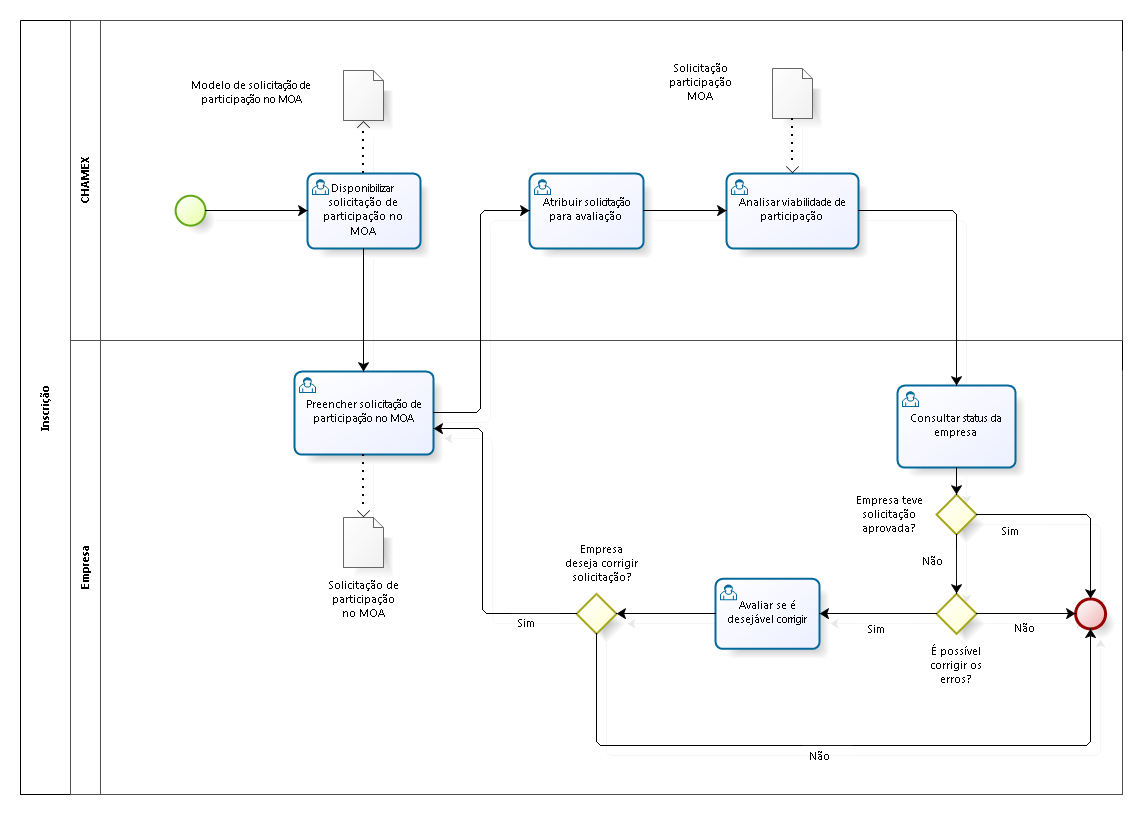 Inscrição
CHAMEX
Modelo de solicitação de
participação no MOA
Solicitação
participação
MOA
Disponibilizar
solicitação de
participação no
MOA
Atribuir solicitação
para avaliação
Analisar viabilidade de
participação
Empresa
Preencher solicitação de
participação no MOA
Solicitação de
participação
no MOA
Consultar status da
empresa
Empresa teve
solicitação
aprovada?
Sim
Não
Empresa
deseja corrigir
solicitação?
Avaliar se é
desejável corrigir
Sim
Sim
Não
É possível
corrigir os
erros?
Não